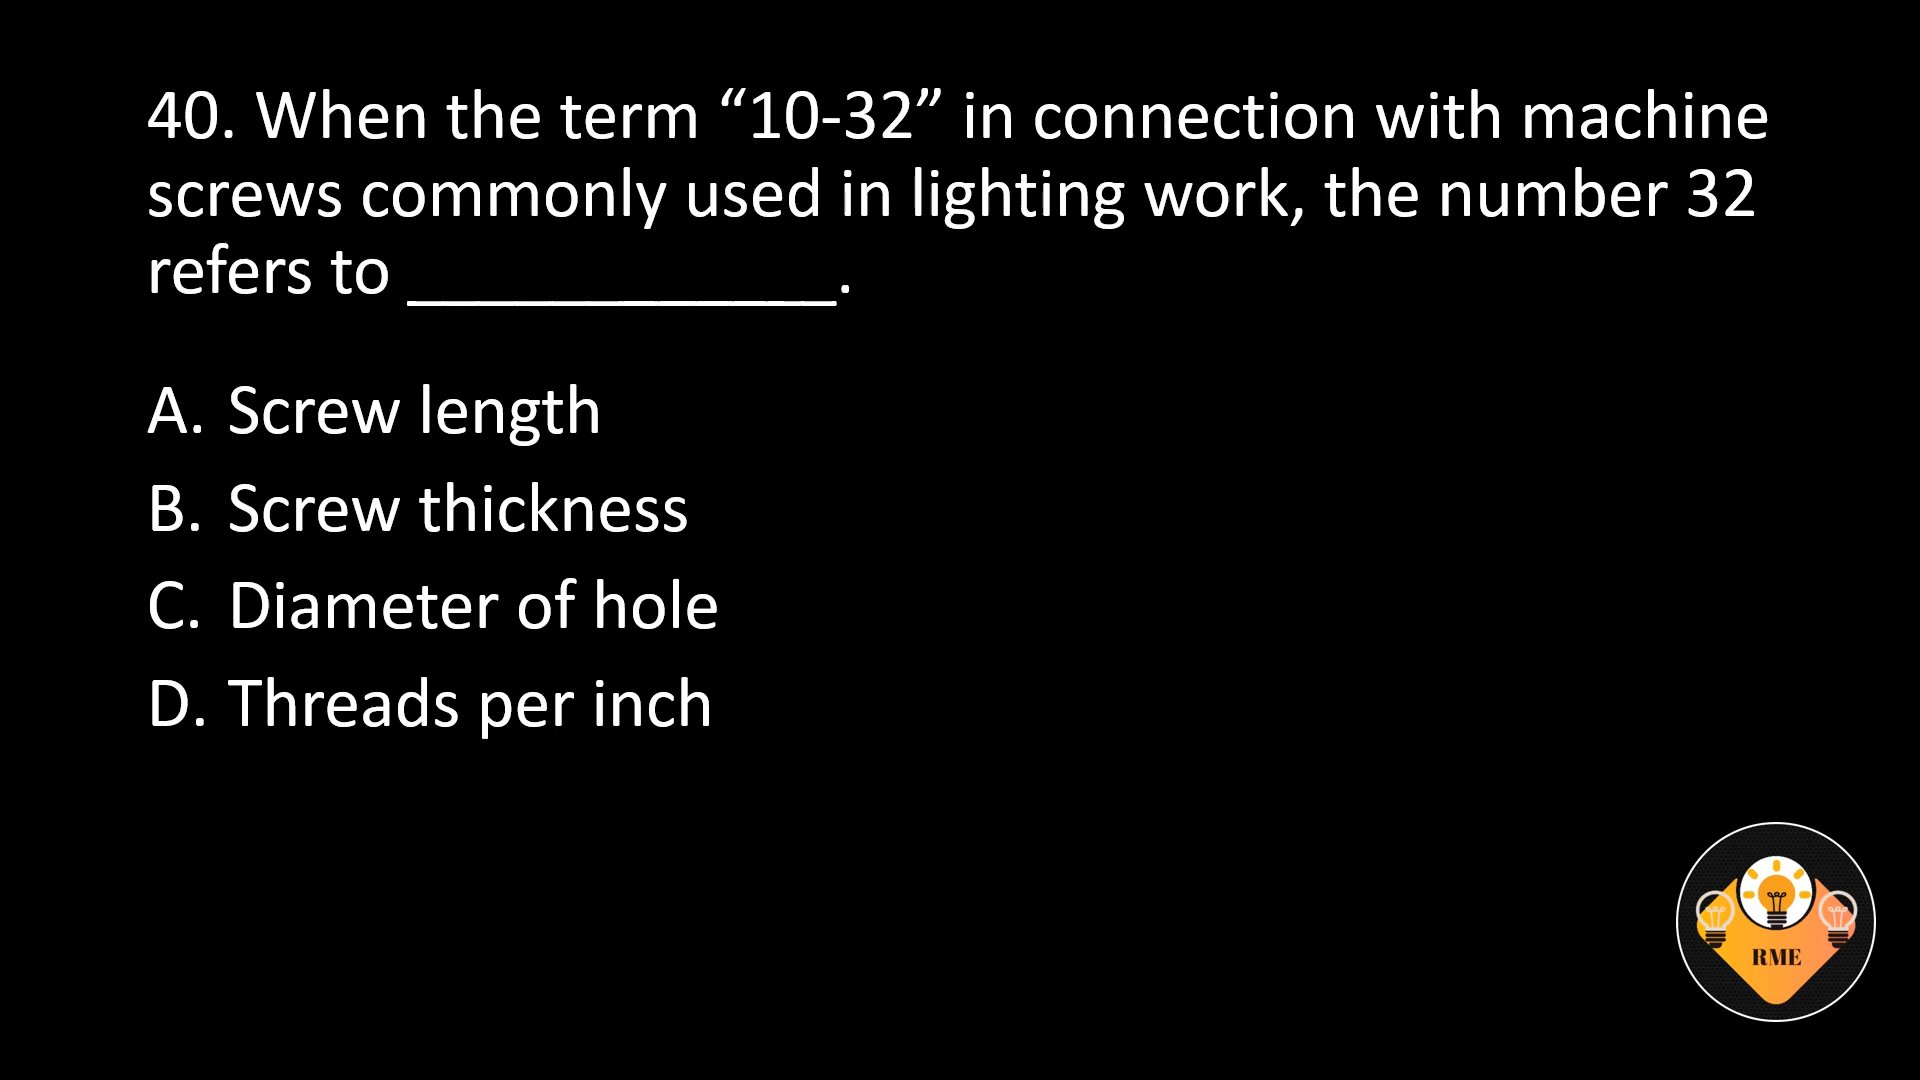 40. When the term “10-32” in connection with machine
screws commonly used in lighting work, the number 32
refers to ____________.
A. Screw length
B. Screw thickness
C. Diameter of hole
D. Threads per inch
RME